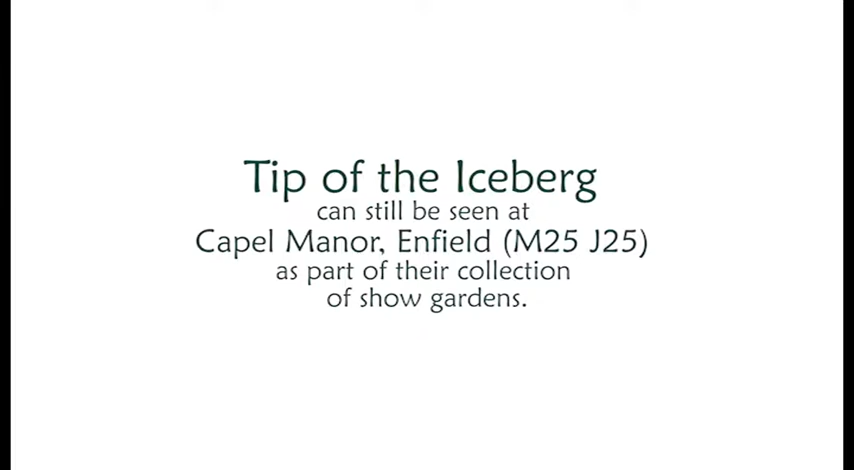 Tip of the Iceberg
can still be seen at
Capel Manor, Enfield (M25 J25)
as part of their collection
of show gardens.